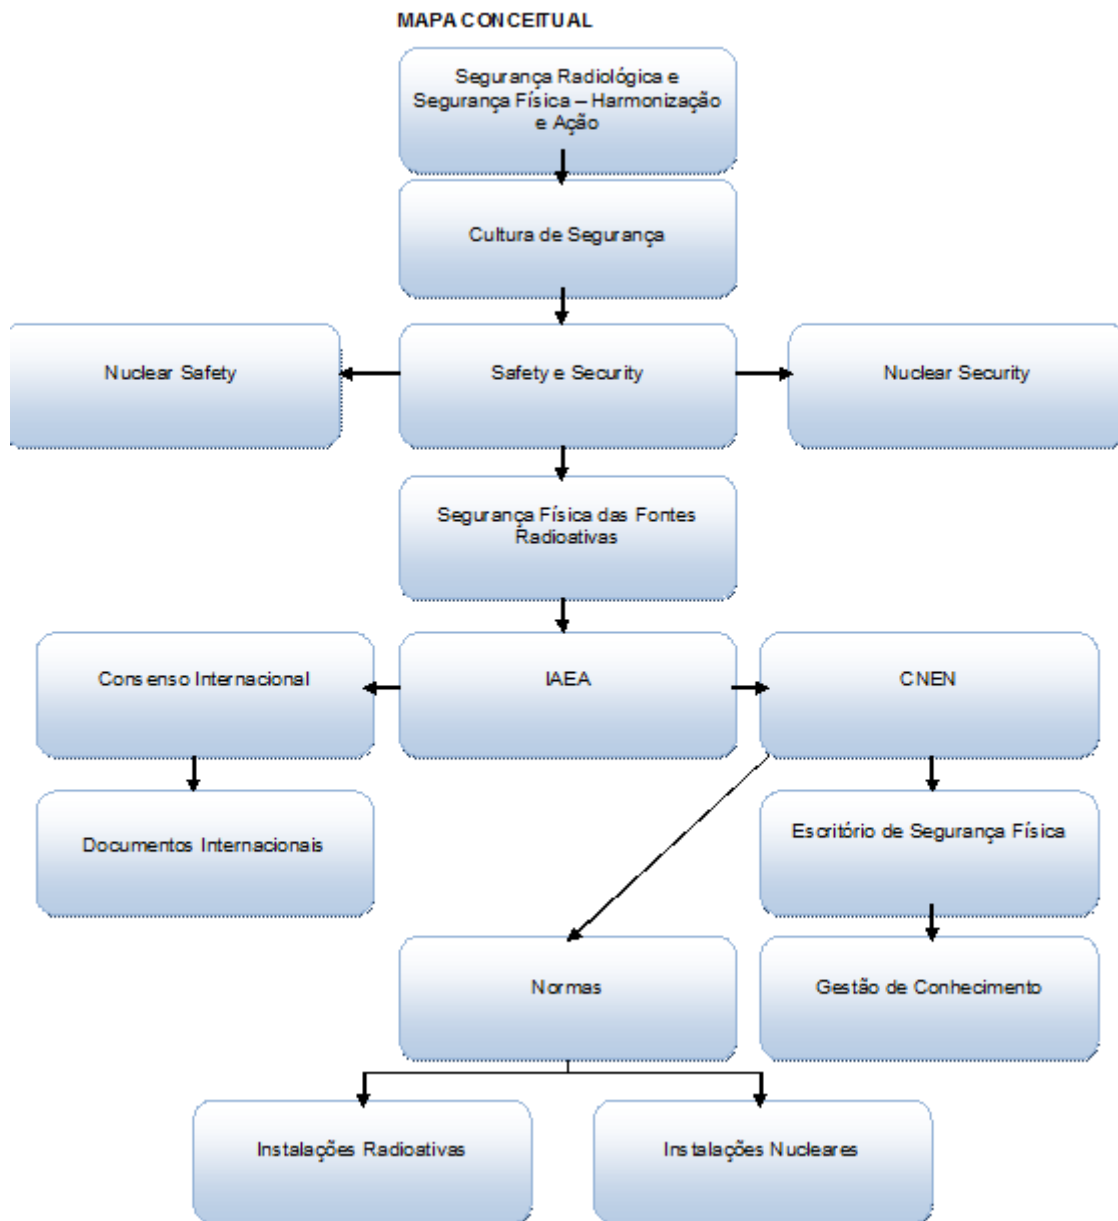 MAPA CONCEITUAL
Segurança Radiológica e
Segurança Física – Harmonização
e Ação
Cultura de Segurança
Nuclear Safety
Safety e Security
Nuclear Security
Segurança Física das Fontes
Radioativas
Consenso Internacional
IAEA
CNEN
Documentos Internacionais
Escritório de Segurança Física
Normas
Gestão de Conhecimento
Instalações Radioativas
Instalações Nucleares